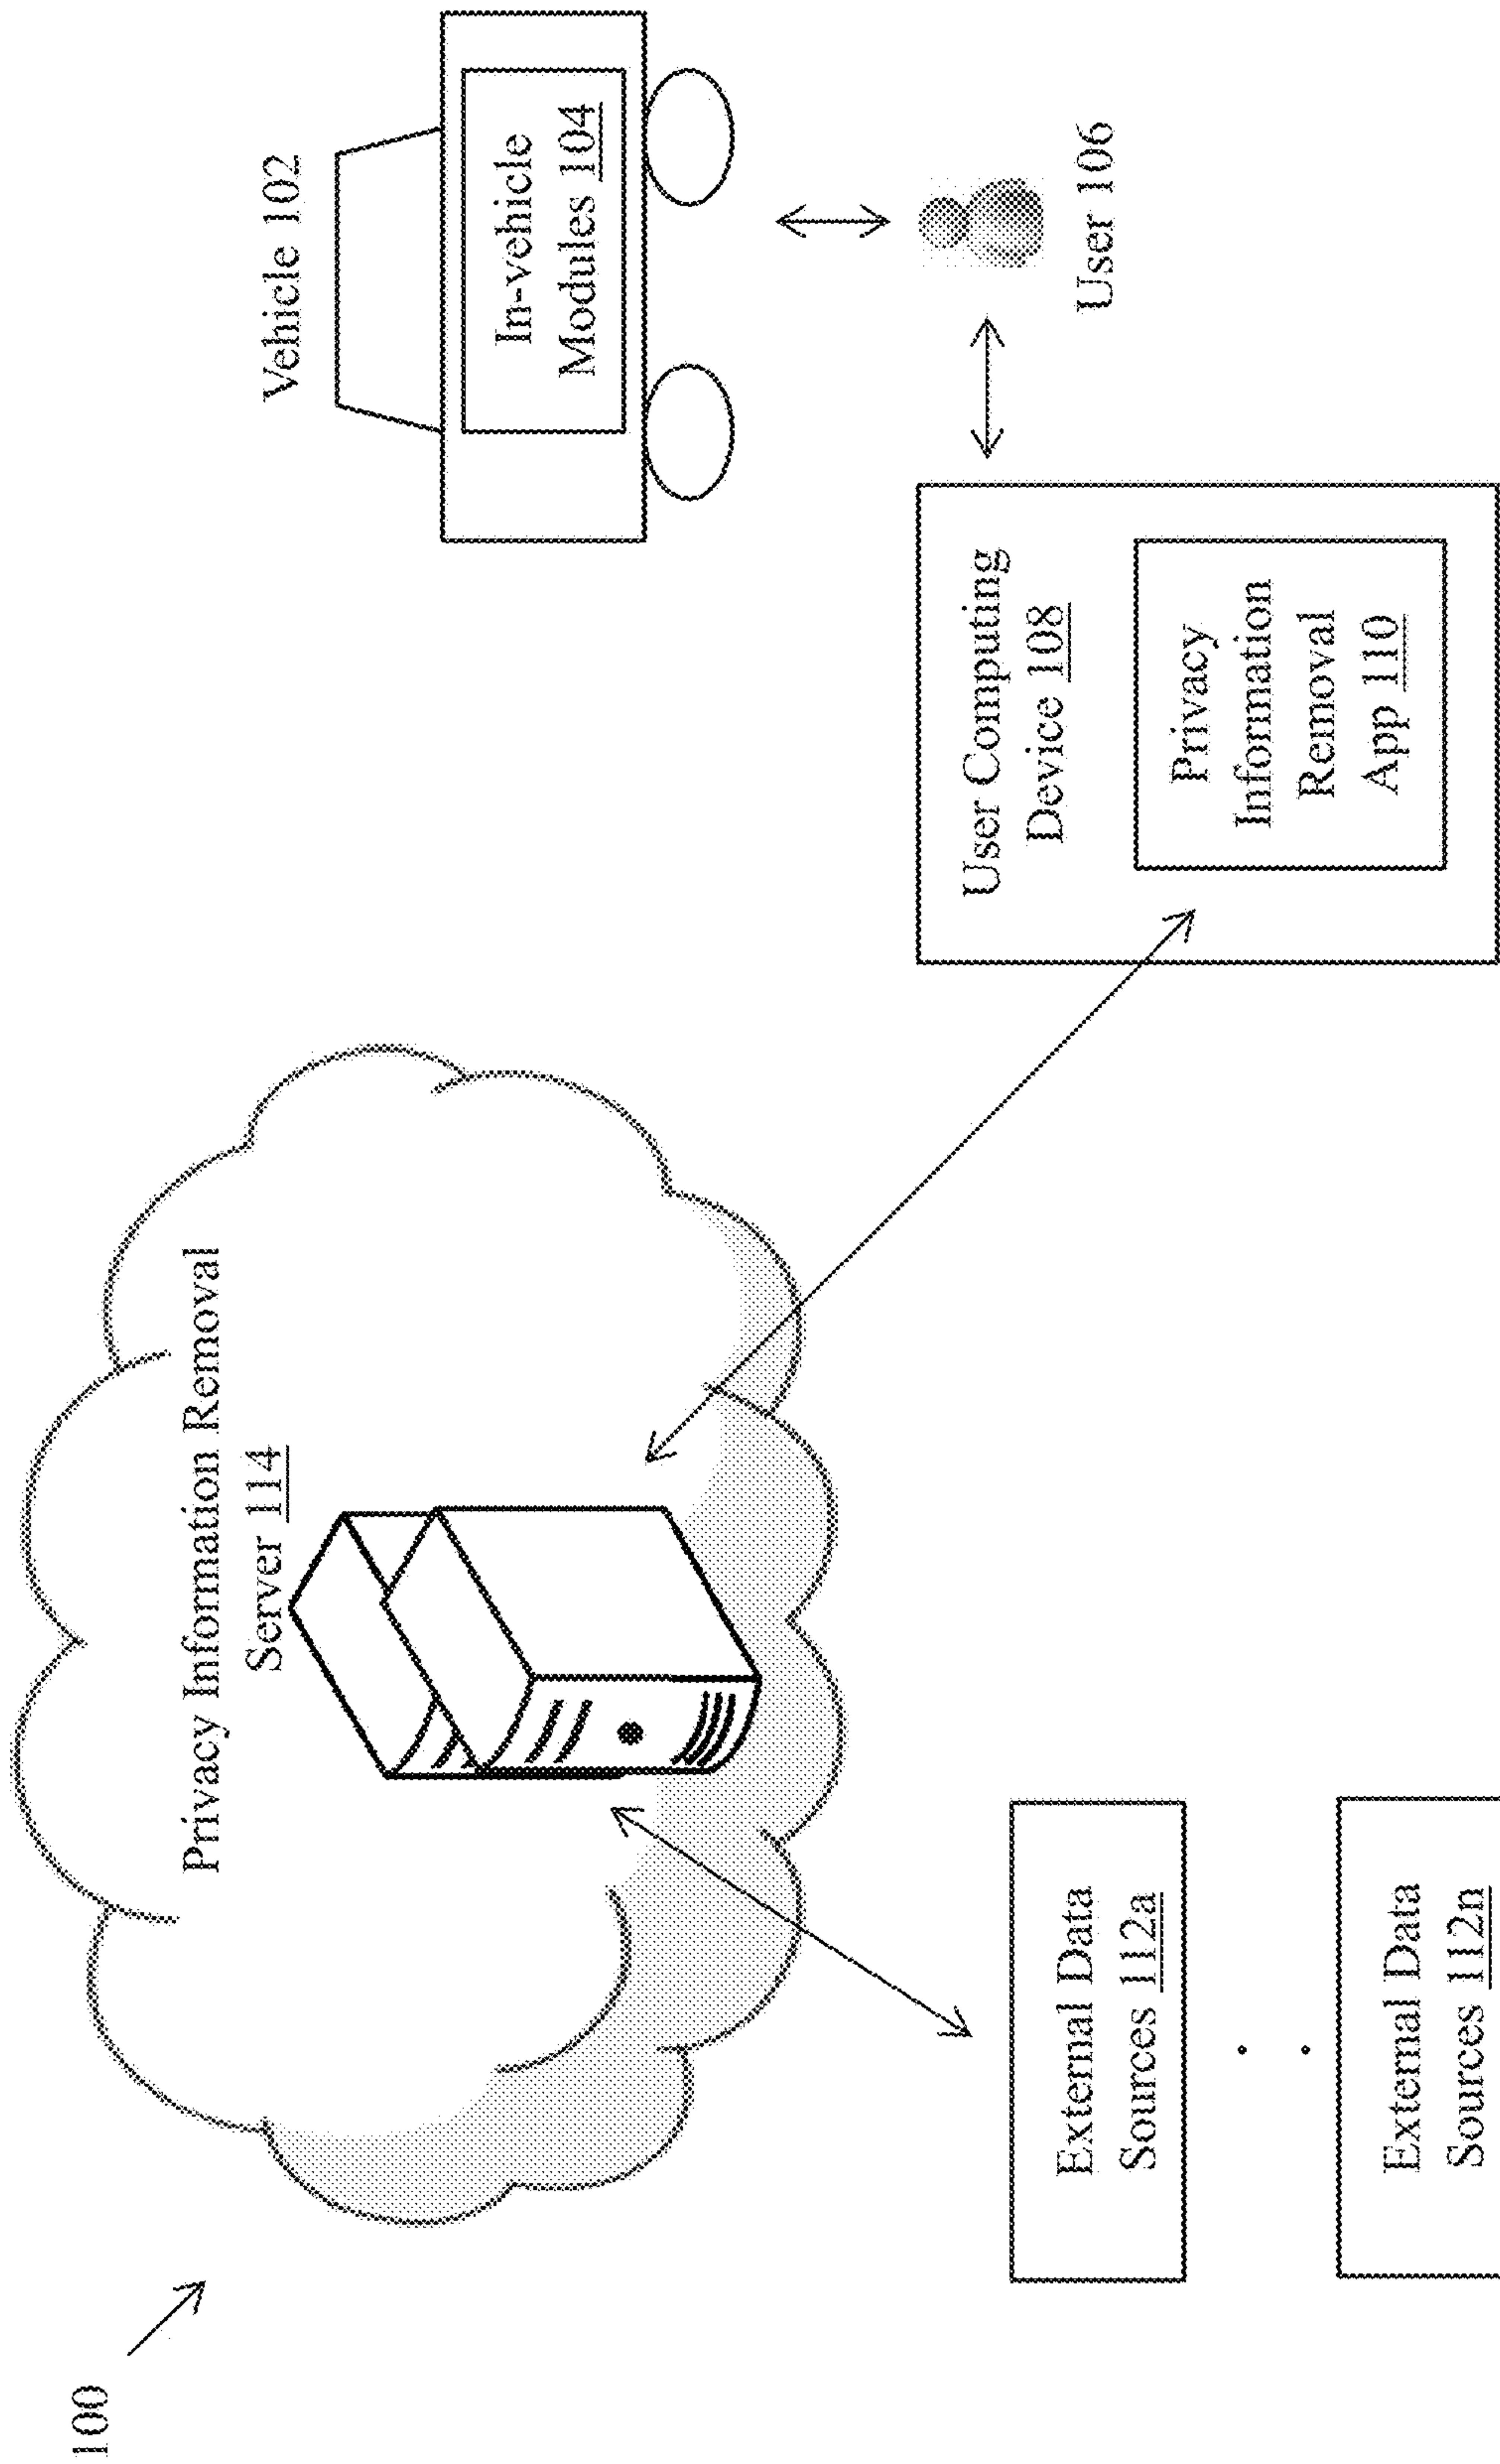 100
Privacy Information Removal
Server 114
Vehicle 102
In-vehicle
Modules 104
User 106
User Computing
Device 108
Privacy
Information
Removal
App 110
External Data
Sources 112a
External Data
Sources 112n